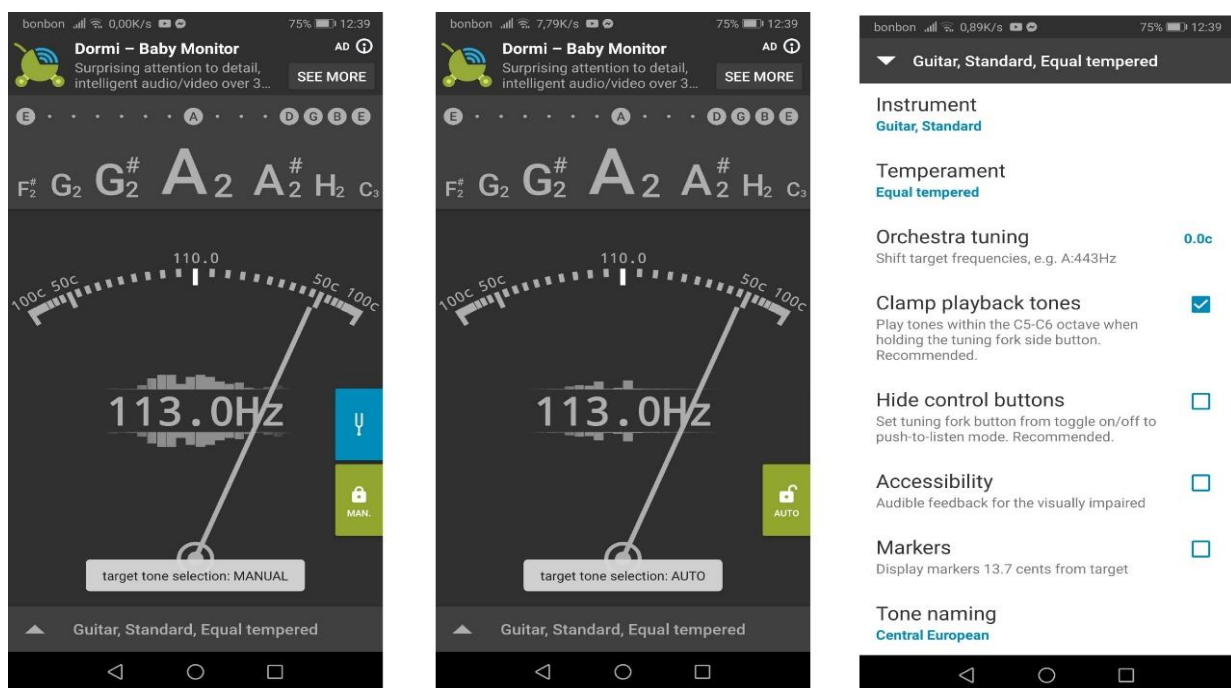 bonbon 0,00K/s 75% 12:39
Dormi – Baby Monitor AD
Surprising attention to detail,
intelligent audio/video over 3...
SEE MORE
E A D G B E
F#2 G2 G#2 A2 A#2 H2 C3
110.0
100c 50c 50c 100c
113.0Hz
MAN.
target tone selection: MANUAL
Guitar, Standard, Equal tempered
bonbon 7,79K/s 75% 12:39
Dormi – Baby Monitor AD
Surprising attention to detail,
intelligent audio/video over 3...
SEE MORE
E A D G B E
F#2 G2 G#2 A2 A#2 H2 C3
110.0
100c 50c 50c 100c
113.0Hz
AUTO
target tone selection: AUTO
Guitar, Standard, Equal tempered
bonbon 0,89K/s 75% 12:39
Guitar, Standard, Equal tempered
Instrument
Guitar, Standard
Temperament
Equal tempered
Orchestra tuning 0.0c
Shift target frequencies, e.g. A:443Hz
Clamp playback tones
Play tones within the C5-C6 octave when
holding the tuning fork side button.
Recommended.
Hide control buttons
Set tuning fork button from toggle on/off to
push-to-listen mode. Recommended.
Accessibility
Audible feedback for the visually impaired
Markers
Display markers 13.7 cents from target
Tone naming
Central European